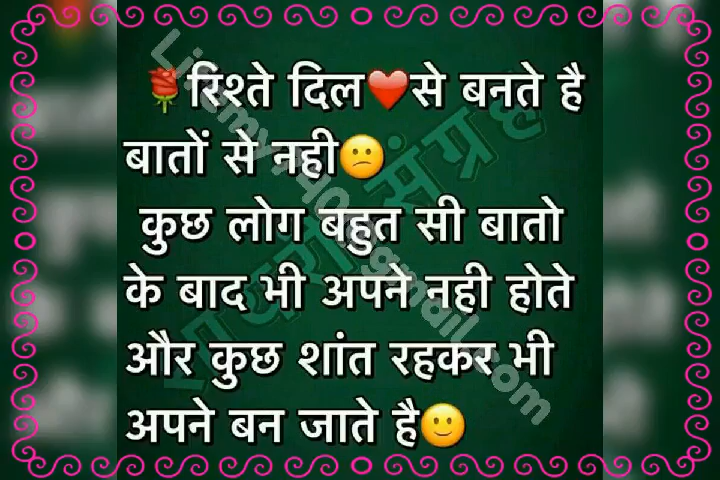 🌹रिश्ते दिल❤️से बनते है
बातों से नही😕
कुछ लोग बहुत सी बातो
के बाद भी अपने नही होते
और कुछ शांत रहकर भी
अपने बन जाते है🙂